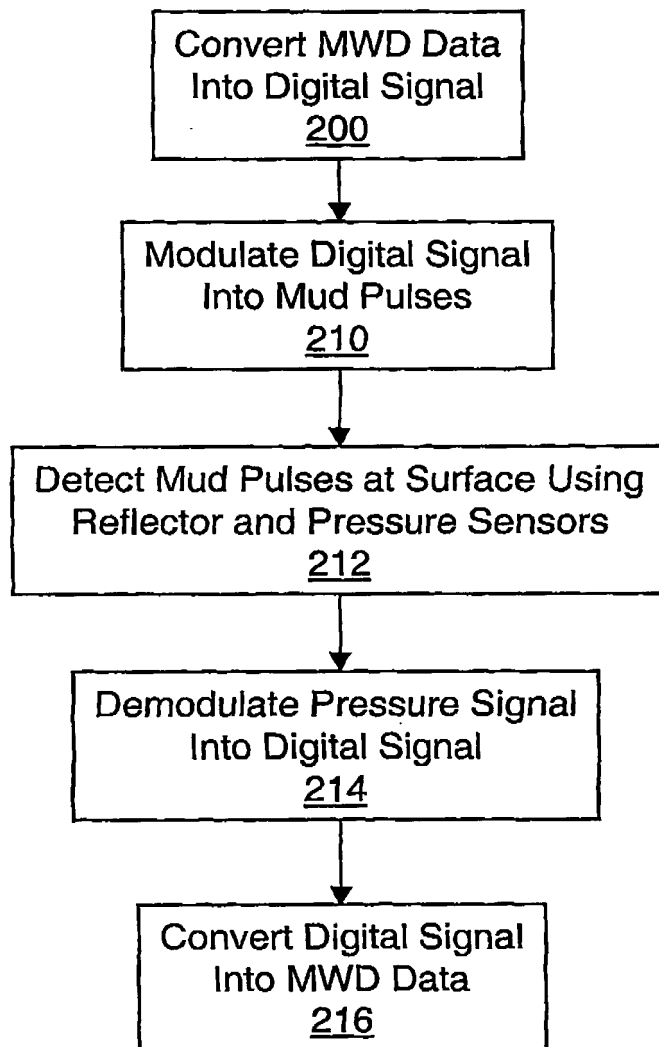 Convert MWD Data
Into Digital Signal
200
Modulate Digital Signal
Into Mud Pulses
210
Detect Mud Pulses at Surface Using
Reflector and Pressure Sensors
212
Demodulate Pressure Signal
Into Digital Signal
214
Convert Digital Signal
Into MWD Data
216